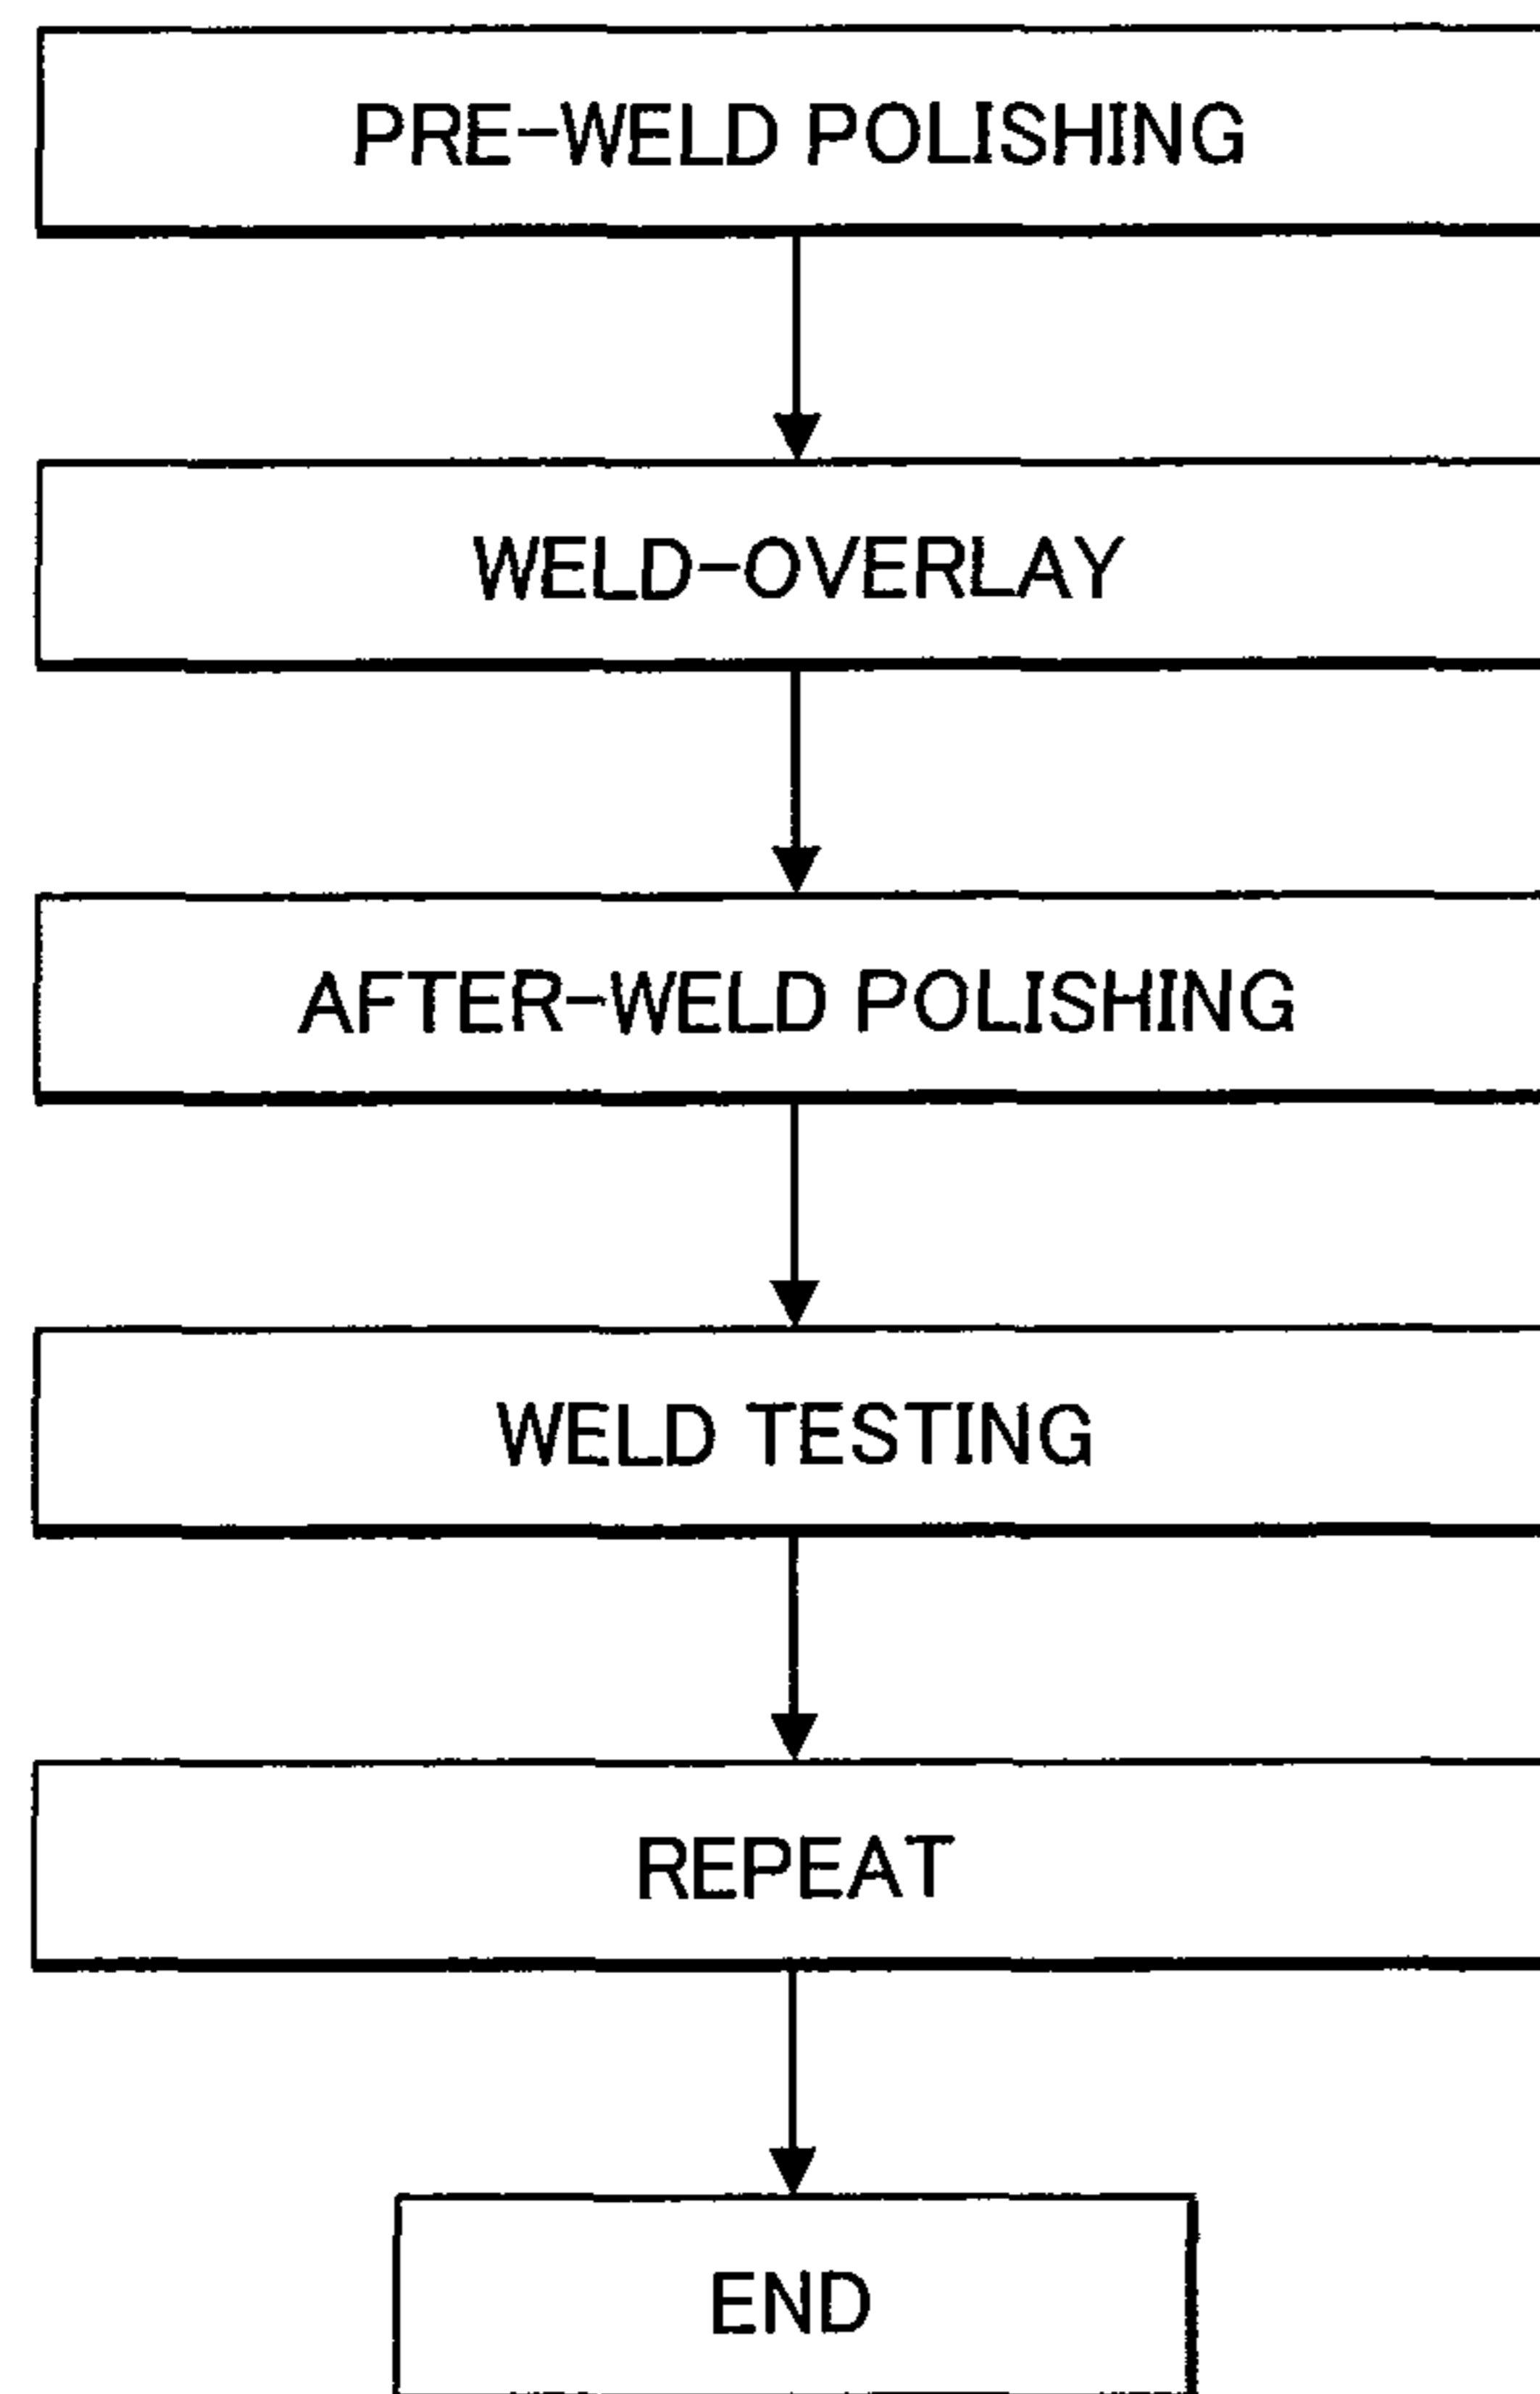 PRE-WELD POLISHING
WELD-OVERLAY
AFTER-WELD POLISHING
WELD TESTING
REPEAT
END